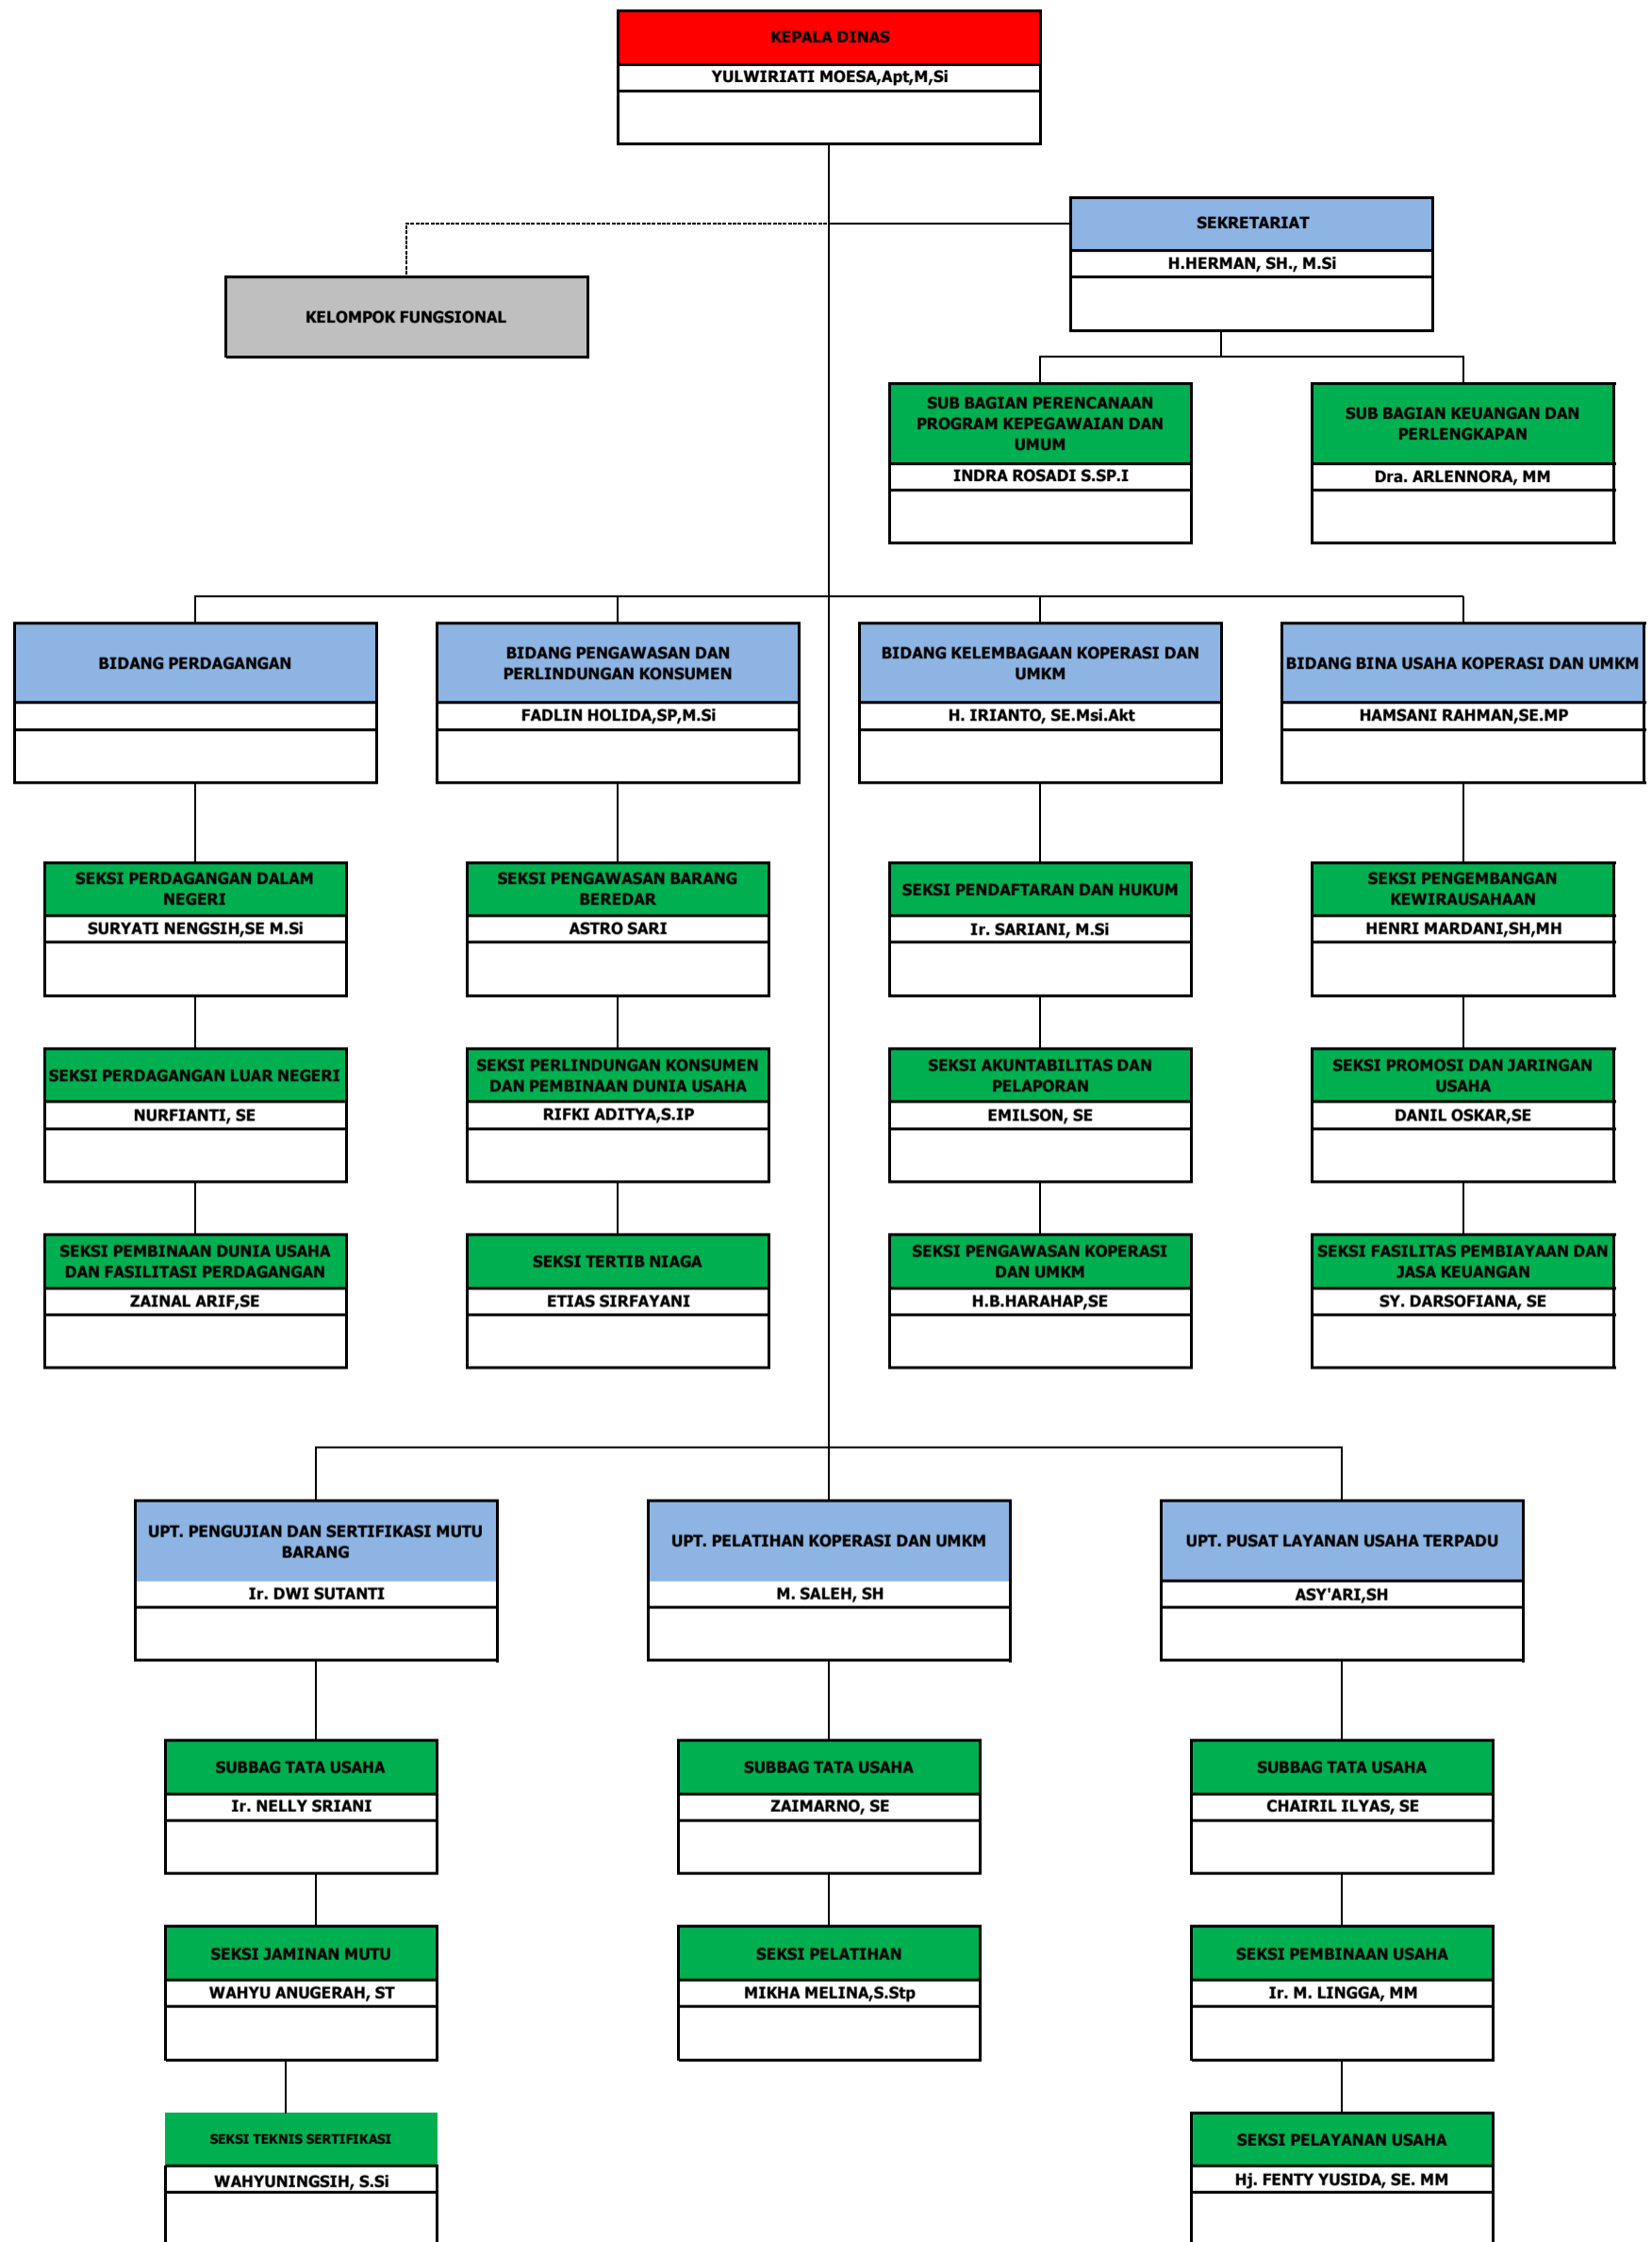 KEPALA DINAS
YULWIRIATI MOESA,Apt,M,Si
SEKRETARIAT
H.HERMAN, SH., M.Si
KELOMPOK FUNGSIONAL
SUB BAGIAN PERENCANAAN
PROGRAM KEPEGAWAIAN DAN
UMUM
INDRA ROSADI S.SP.I
SUB BAGIAN KEUANGAN DAN
PERLENGKAPAN
Dra. ARLENNORA, MM
BIDANG PERDAGANGAN
BIDANG PENGAWASAN DAN
PERLINDUNGAN KONSUMEN
FADLIN HOLIDA,SP,M.Si
BIDANG KELEMBAGAAN KOPERASI DAN
UMKM
H. IRIANTO, SE.Msi.Akt
BIDANG BINA USAHA KOPERASI DAN UMKM
HAMSANI RAHMAN,SE.MP
SEKSI PERDAGANGAN DALAM
NEGERI
SURYATI NENGSIH,SE M.Si
SEKSI PENGAWASAN BARANG
BEREDAR
ASTRO SARI
SEKSI PENDAFTARAN DAN HUKUM
Ir. SARIANI, M.Si
SEKSI PENGEMBANGAN
KEWIRAUSAHAAN
HENRI MARDANI,SH,MH
SEKSI PERDAGANGAN LUAR NEGERI
NURFIANTI, SE
SEKSI PERLINDUNGAN KONSUMEN
DAN PEMBINAAN DUNIA USAHA
RIFKI ADITYA,S.IP
SEKSI AKUNTABILITAS DAN
PELAPORAN
EMILSON, SE
SEKSI PROMOSI DAN JARINGAN
USAHA
DANIL OSKAR,SE
SEKSI PEMBINAAN DUNIA USAHA
DAN FASILITASI PERDAGANGAN
ZAINAL ARIF,SE
SEKSI TERTIB NIAGA
ETIAS SIRFAYANI
SEKSI PENGAWASAN KOPERASI
DAN UMKM
H.B.HARAHAP,SE
SEKSI FASILITAS PEMBIAYAAN DAN
JASA KEUANGAN
SY. DARSOFIANA, SE
UPT. PENGUJIAN DAN SERTIFIKASI MUTU
BARANG
Ir. DWI SUTANTI
UPT. PELATIHAN KOPERASI DAN UMKM
M. SALEH, SH
UPT. PUSAT LAYANAN USAHA TERPADU
ASY'ARI,SH
SUBBAG TATA USAHA
Ir. NELLY SRIANI
SUBBAG TATA USAHA
ZAIMARNO, SE
SUBBAG TATA USAHA
CHAIRIL ILYAS, SE
SEKSI JAMINAN MUTU
WAHYU ANUGERAH, ST
SEKSI PELATIHAN
MIKHA MELINA,S.Stp
SEKSI PEMBINAAN USAHA
Ir. M. LINGGA, MM
SEKSI TEKNIS SERTIFIKASI
WAHYUNINGSIH, S.Si
SEKSI PELAYANAN USAHA
Hj. FENTY YUSIDA, SE. MM